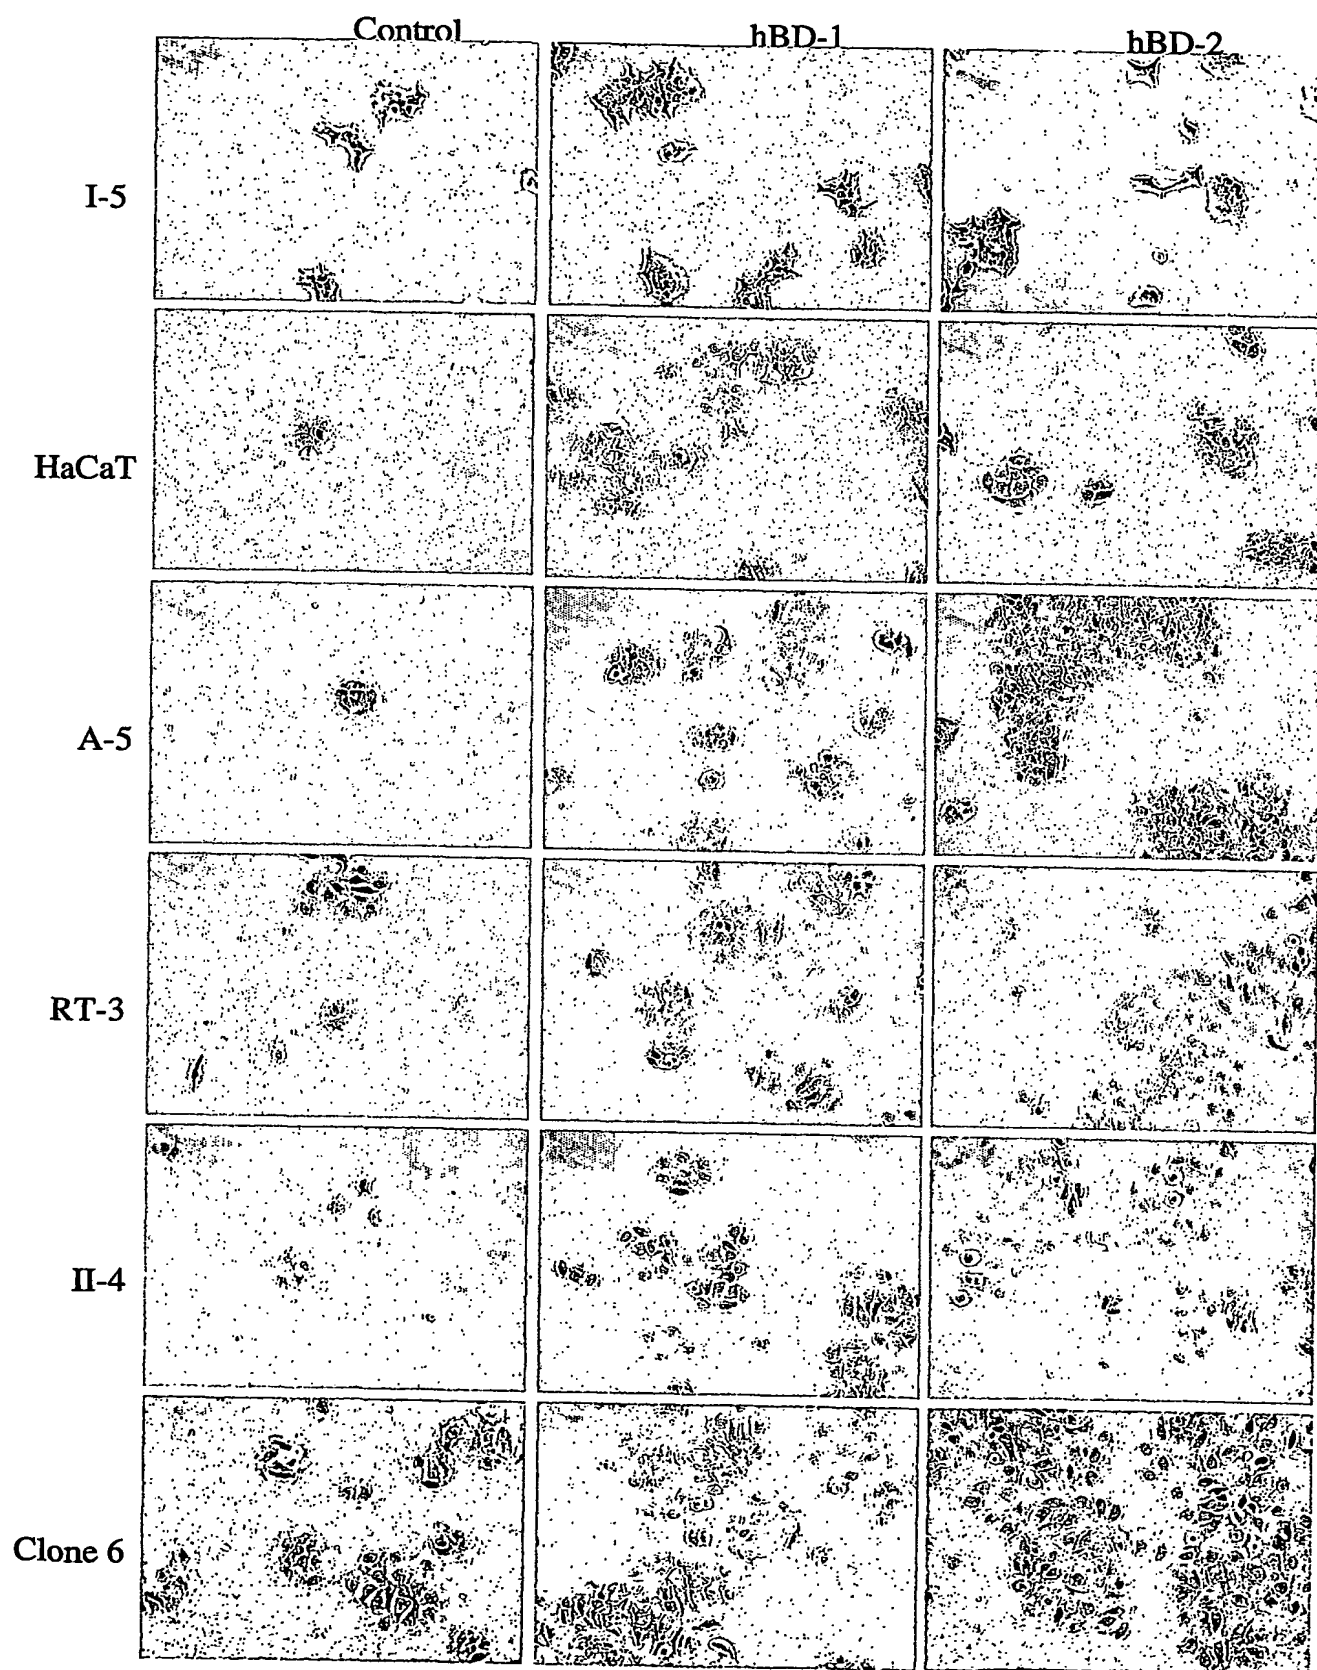 Control hBD-1 hBD-2
I-5
HaCaT
A-5
RT-3
II-4
Clone 6